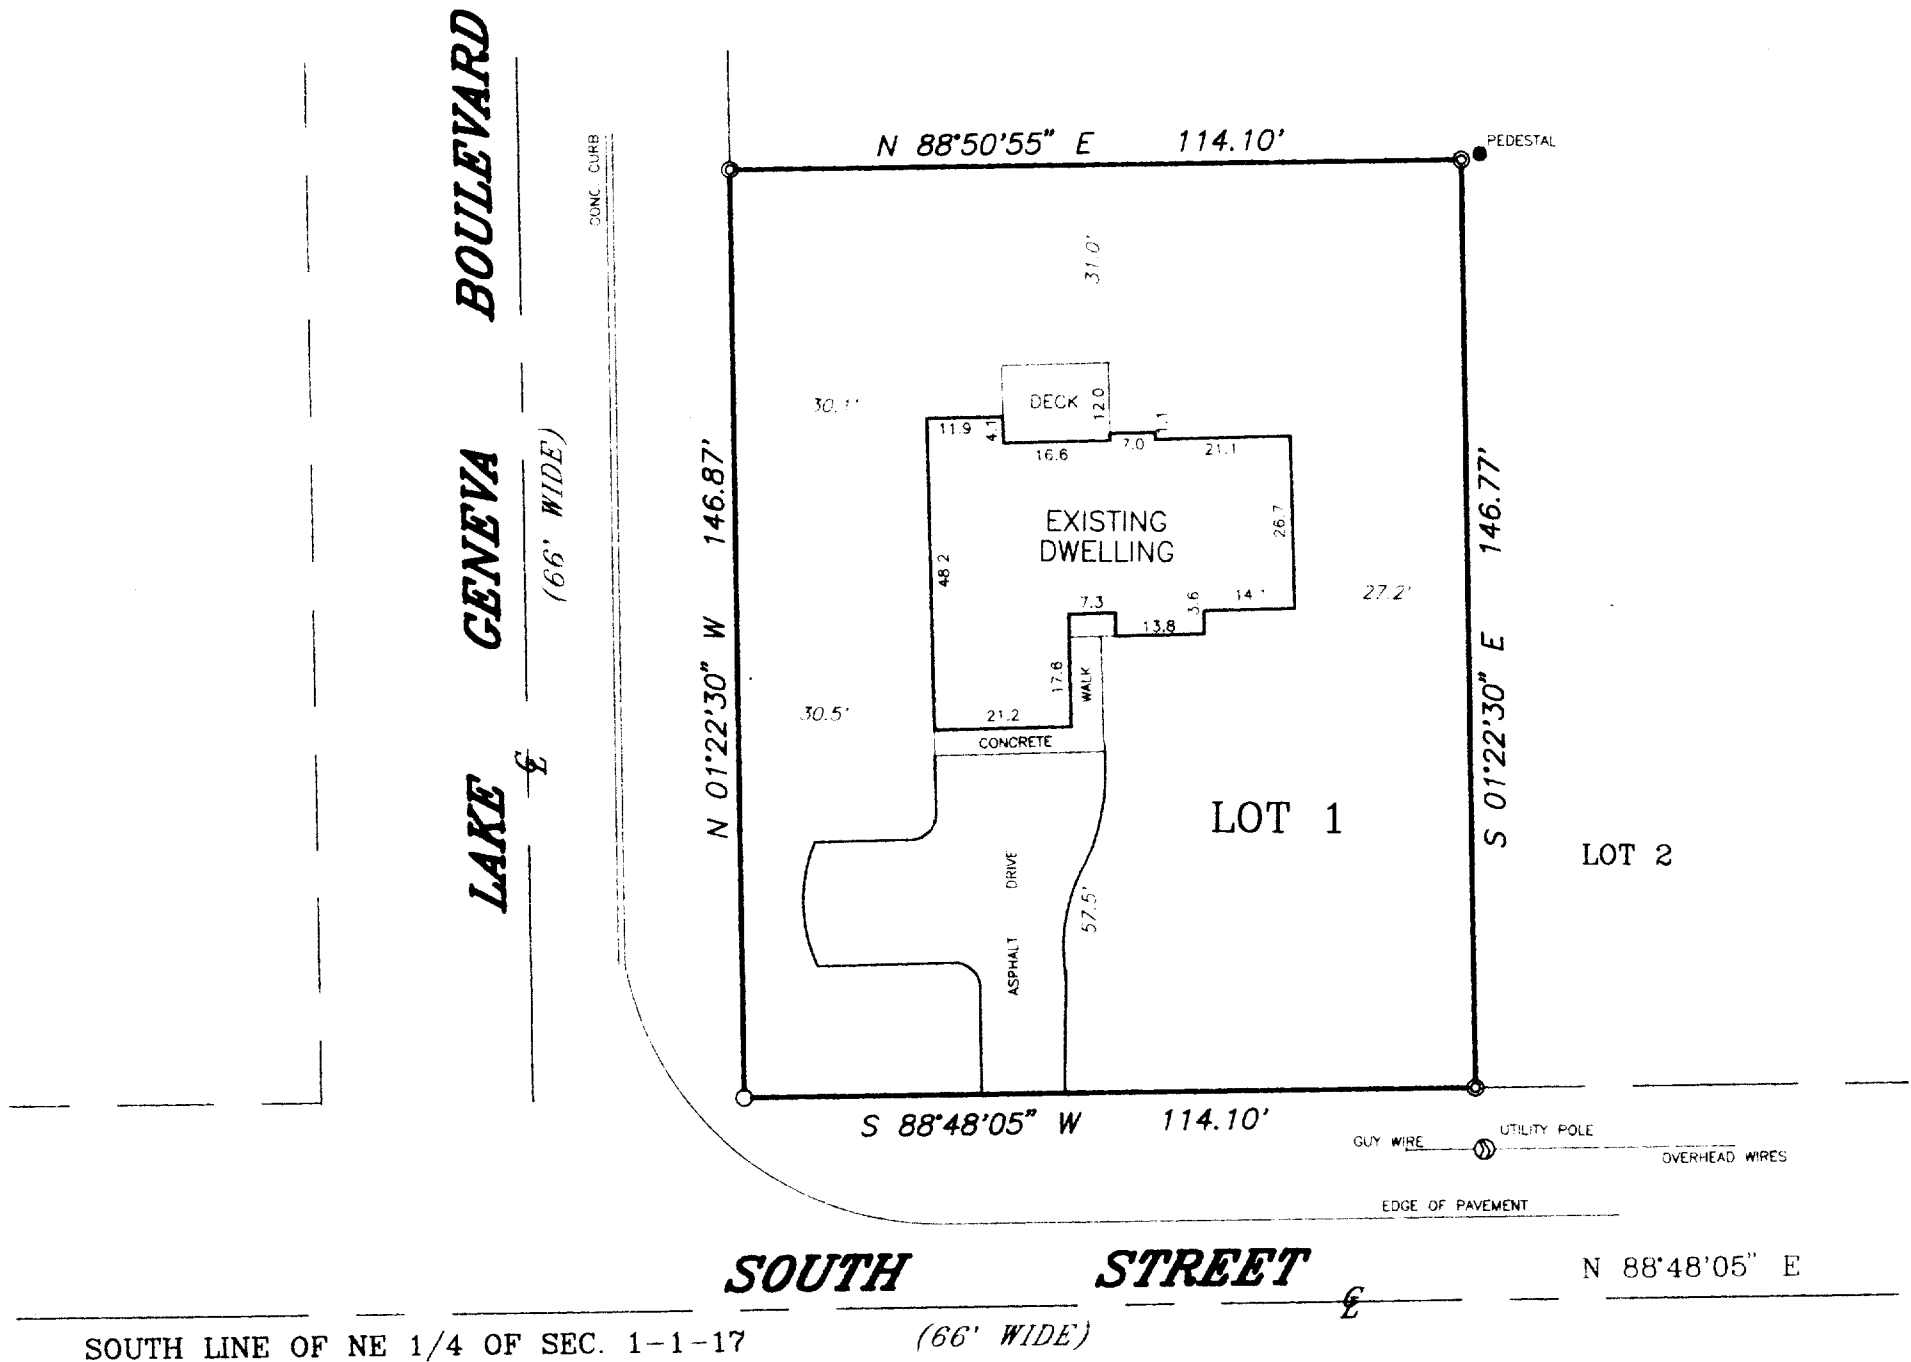 LAKE GENEVA BOULEVARD
(66' WIDE)
CONC. CURB
N 88°50'55" E 114.10'
PEDESTAL
31.0'
30.1'
DECK
12.0
11.9
4.1
16.6
7.0
1.1
21.1
EXISTING
DWELLING
26.7
48.2
7.3
3.6
14.1
13.8
27.2'
17.6
WALK
30.5'
21.2
CONCRETE
N 01°22'30" W 146.87'
S 01°22'30" E 146.77'
LOT 1
LOT 2
ASPHALT DRIVE
57.5'
S 88°48'05" W 114.10'
GUY WIRE
UTILITY POLE
OVERHEAD WIRES
EDGE OF PAVEMENT
SOUTH STREET
N 88°48'05" E
(66' WIDE)
SOUTH LINE OF NE 1/4 OF SEC. 1-1-17